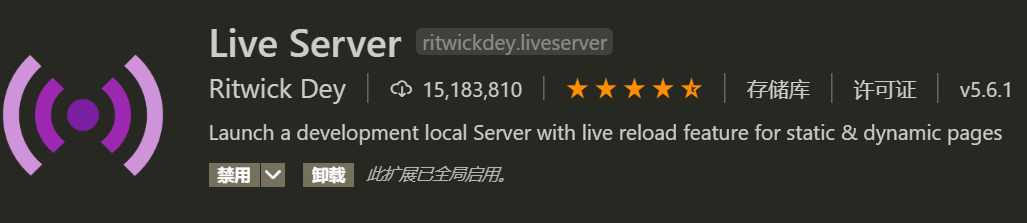 Live Server ritwickdey.liveserver
Ritwick Dey 15,183,810 存储库 许可证 v5.6.1
Launch a development local Server with live reload feature for static & dynamic pages
禁用 卸载 此扩展已全局启用。